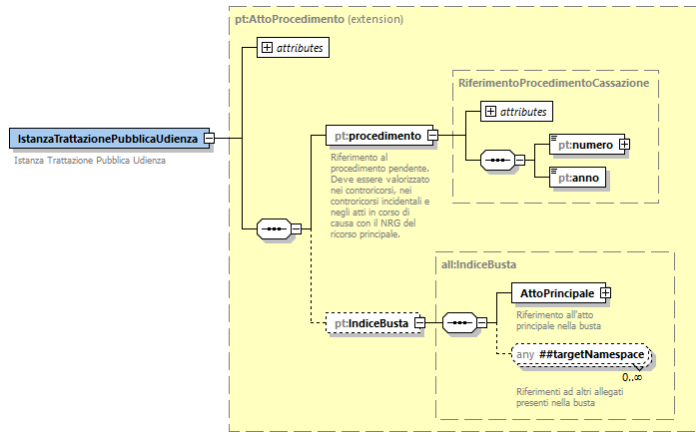 pt:AttoProcedimento (extension)
attributes
RiferimentoProcedimentoCassazione
attributes
pt:procedimento
pt:numero
pt:anno
Riferimento al
procedimento pendente.
Deve essere valorizzato
nei controricorsi, nei
controricorsi incidentali e
negli atti in corso di
causa con il NRG del
ricorso principale.
IstanzaTrattazionePubblicaUdienza
Istanza Trattazione Pubblica Udienza
all:IndiceBusta
AttoPrincipale
Riferimento all'atto
principale nella busta
pt:IndiceBusta
any ##targetNamespace
0..∞
Riferimenti ad altri allegati
presenti nella busta